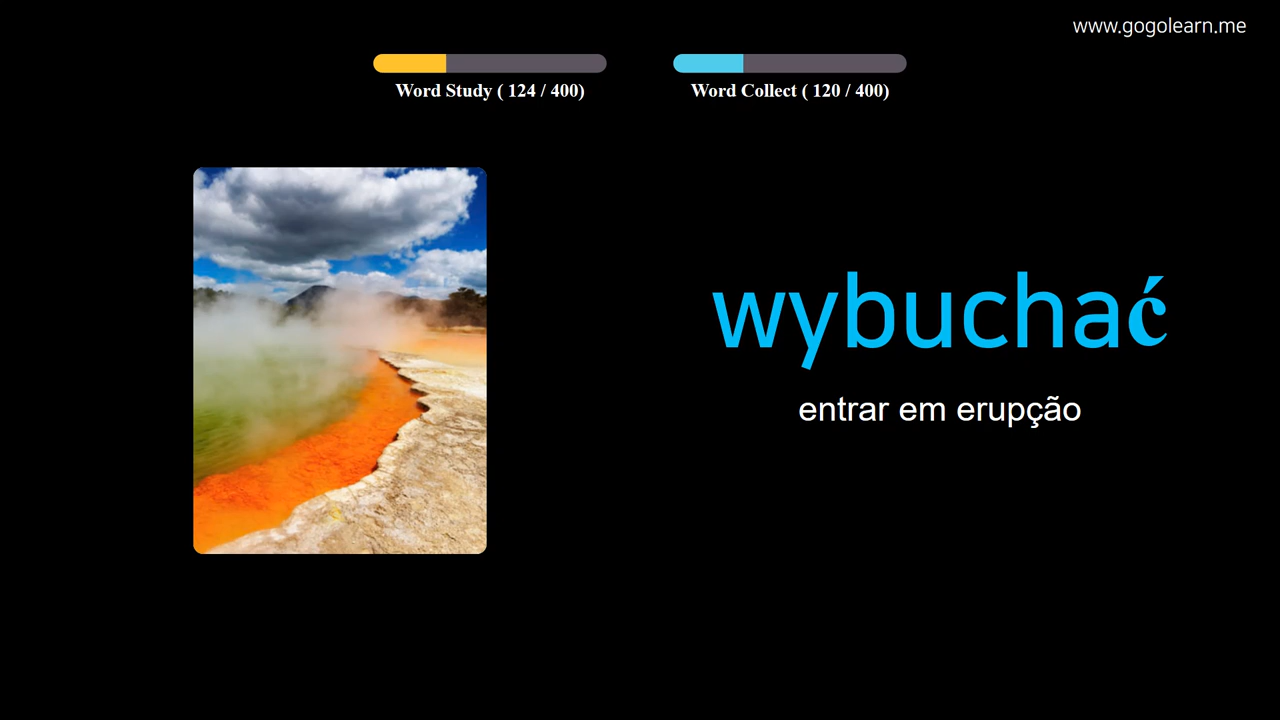 www.gogolearn.me
Word Study ( 124 / 400)
Word Collect ( 120 / 400)
wybuchać
entrar em erupção